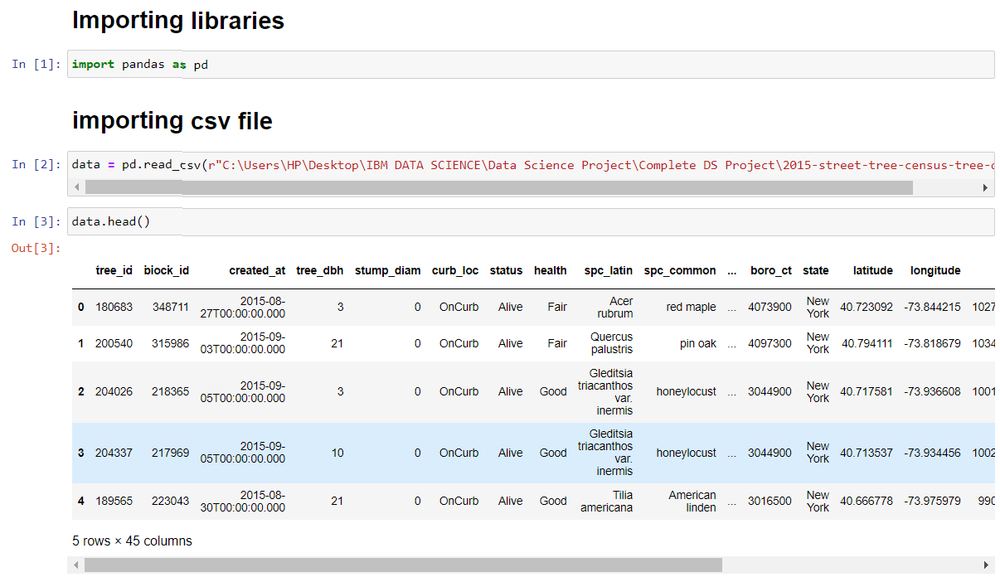 Importing libraries
In [1]: import pandas as pd
importing csv file
In [2]: data = pd.read_csv(r"C:\Users\HP\Desktop\IBM DATA SCIENCE\Data Science Project\Complete DS Project\2015-street-tree-census-tree-
In [3]: data.head()
Out[3]:
tree_id block_id created_at tree_dbh stump_diam curb_loc status health spc_latin spc_common ... boro_ct state latitude longitude
0 180683 348711 2015-08-27T00:00:00.000 3 0 OnCurb Alive Fair Acer rubrum red maple ... 4073900 New York 40.723092 -73.844215 1027
1 200540 315986 2015-09-03T00:00:00.000 21 0 OnCurb Alive Fair Quercus palustris pin oak ... 4097300 New York 40.794111 -73.818679 1034
2 204026 218365 2015-09-05T00:00:00.000 3 0 OnCurb Alive Good Gleditsia triacanthos var. inermis honeylocust ... 3044900 New York 40.717581 -73.936608 1001
3 204337 217969 2015-09-05T00:00:00.000 10 0 OnCurb Alive Good Gleditsia triacanthos var. inermis honeylocust ... 3044900 New York 40.713537 -73.934456 1002
4 189565 223043 2015-08-30T00:00:00.000 21 0 OnCurb Alive Good Tilia americana American linden ... 3016500 New York 40.666778 -73.975979 990
5 rows × 45 columns